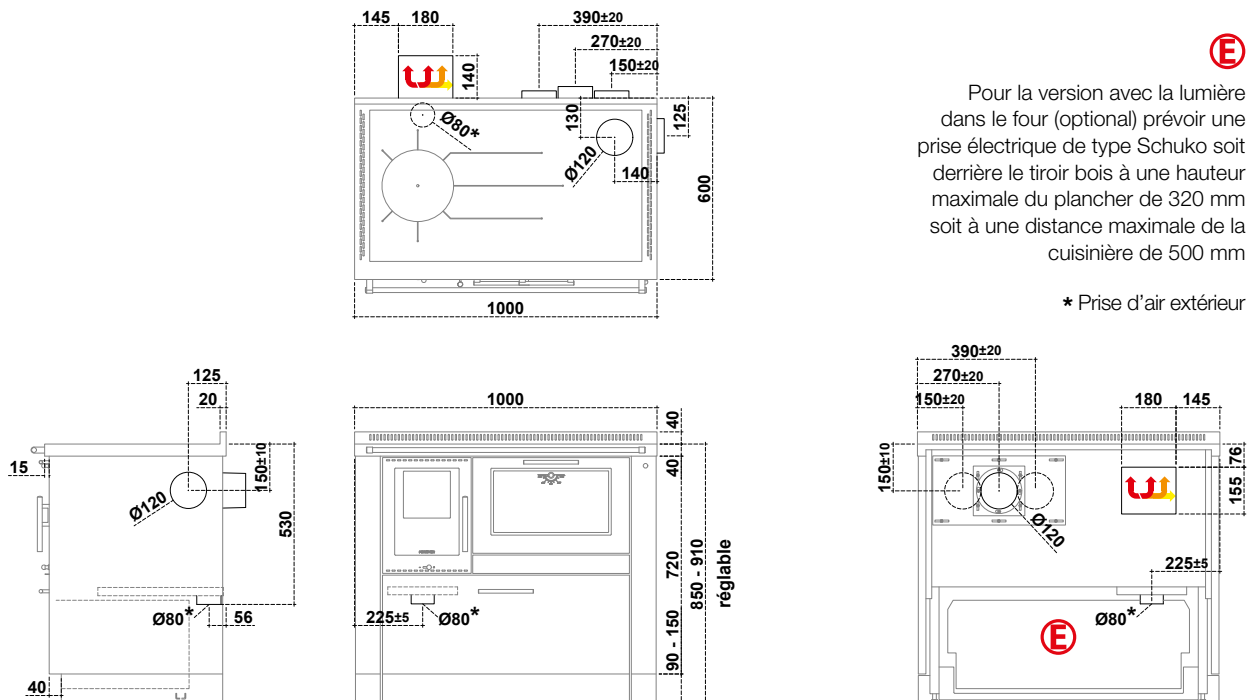 145 180 390±20
270±20
150±20
140
130
125
Ø80*
Ø120
140
600
1000
E
Pour la version avec la lumière
dans le four (optional) prévoir une
prise électrique de type Schuko soit
derrière le tiroir bois à une hauteur
maximale du plancher de 320 mm
soit à une distance maximale de la
cuisinière de 500 mm
* Prise d’air extérieur
125
20
15
150±10
Ø120
530
Ø80*
56
40
1000
40
40
720
850 - 910
réglable
90 - 150
225±5
Ø80*
390±20
270±20
150±20
180 145
150±10
76
155
Ø120
225±5
Ø80*
E